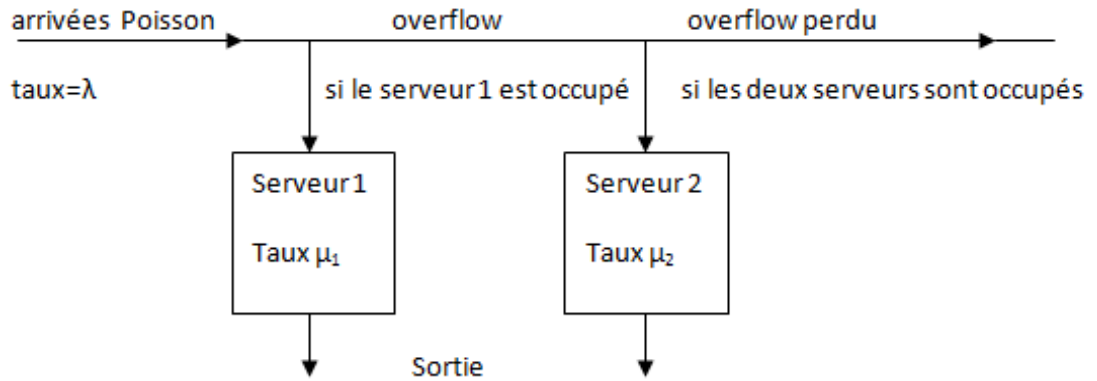 arrivées Poisson
overflow
overflow perdu
taux=λ
si le serveur 1 est occupé
si les deux serveurs sont occupés
Serveur 1
Taux µ₁
Serveur 2
Taux µ₂
Sortie